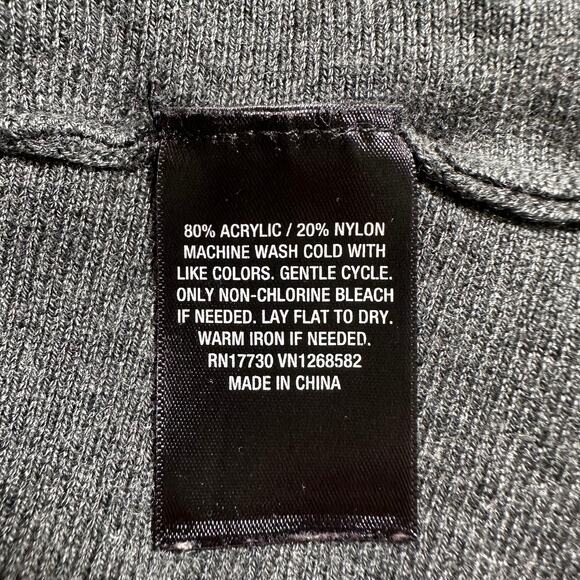 80% ACRYLIC / 20% NYLON
MACHINE WASH COLD WITH
LIKE COLORS. GENTLE CYCLE.
ONLY NON-CHLORINE BLEACH
IF NEEDED. LAY FLAT TO DRY.
WARM IRON IF NEEDED.
RN17730 VN1268582
MADE IN CHINA